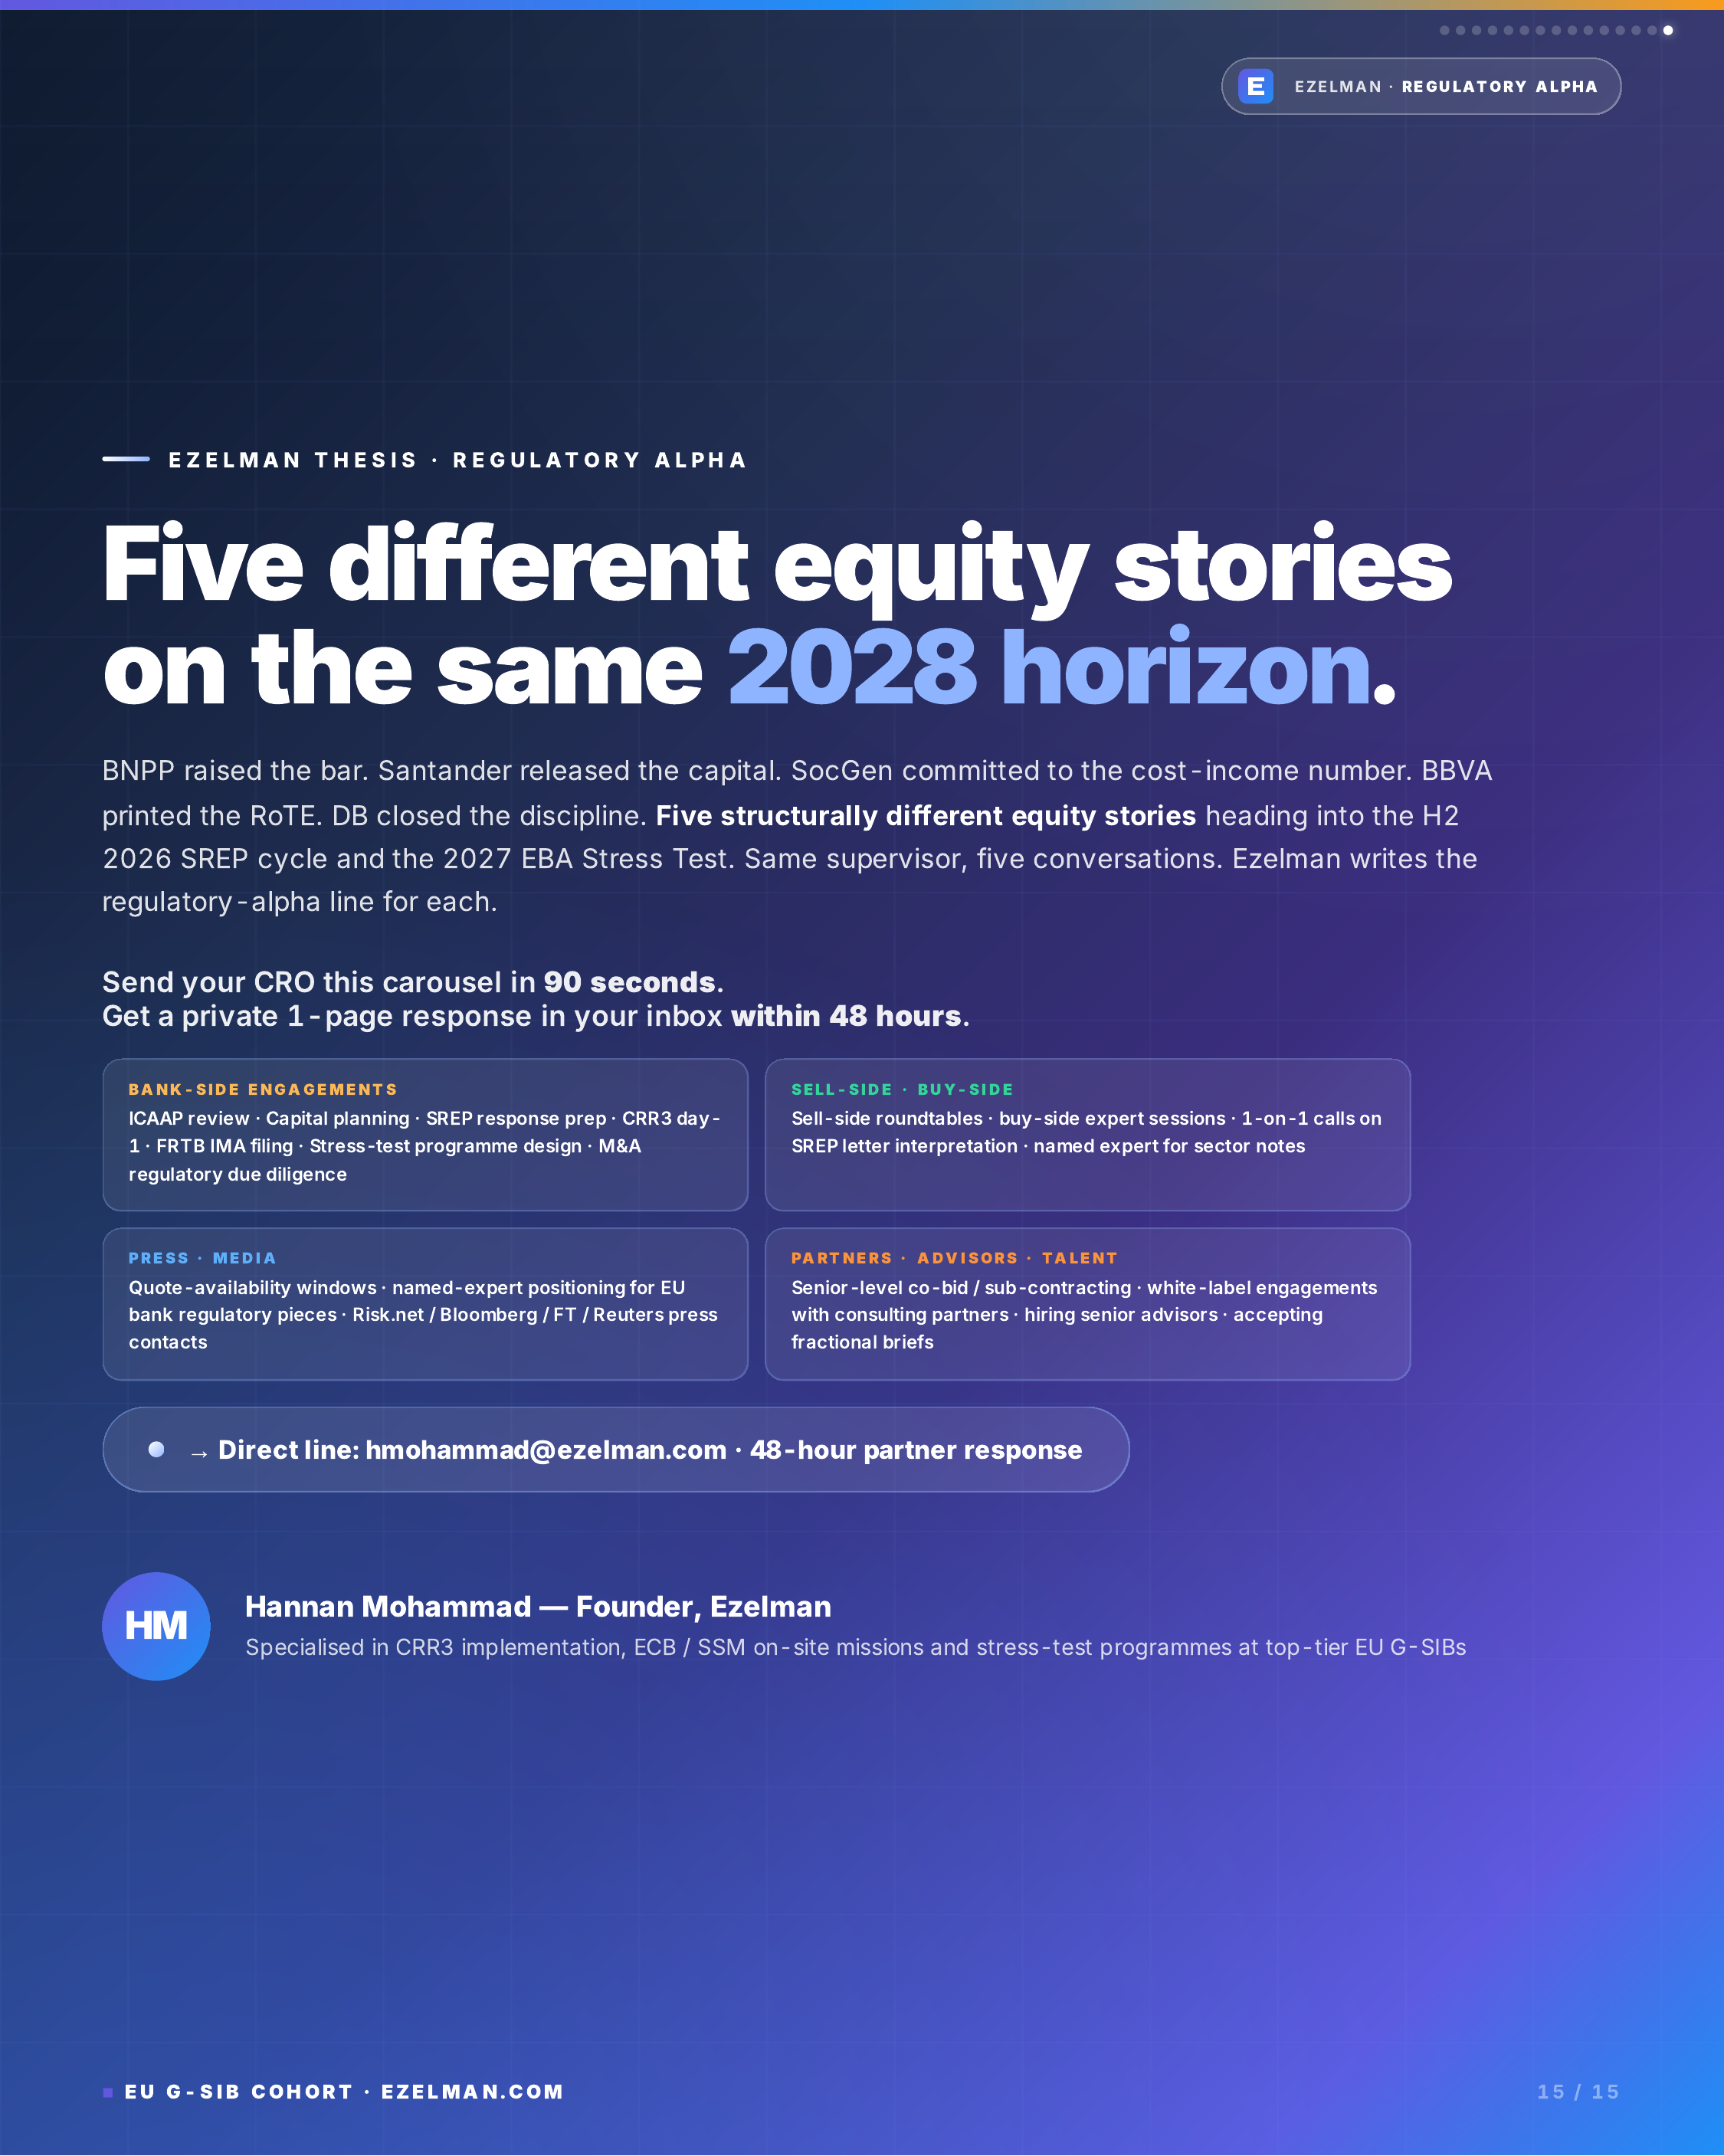 E EZELMAN · REGULATORY ALPHA
EZELMAN THESIS · REGULATORY ALPHA
Five different equity stories
on the same 2028 horizon.
BNPP raised the bar. Santander released the capital. SocGen committed to the cost-income number. BBVA
printed the RoTE. DB closed the discipline. Five structurally different equity stories heading into the H2
2026 SREP cycle and the 2027 EBA Stress Test. Same supervisor, five conversations. Ezelman writes the
regulatory-alpha line for each.
Send your CRO this carousel in 90 seconds.
Get a private 1-page response in your inbox within 48 hours.
BANK-SIDE ENGAGEMENTS
ICAAP review · Capital planning · SREP response prep · CRR3 day-
1 · FRTB IMA filing · Stress-test programme design · M&A
regulatory due diligence
SELL-SIDE · BUY-SIDE
Sell-side roundtables · buy-side expert sessions · 1-on-1 calls on
SREP letter interpretation · named expert for sector notes
PRESS · MEDIA
Quote-availability windows · named-expert positioning for EU
bank regulatory pieces · Risk.net / Bloomberg / FT / Reuters press
contacts
PARTNERS · ADVISORS · TALENT
Senior-level co-bid / sub-contracting · white-label engagements
with consulting partners · hiring senior advisors · accepting
fractional briefs
→ Direct line: hmohammad@ezelman.com · 48-hour partner response
HM
Hannan Mohammad — Founder, Ezelman
Specialised in CRR3 implementation, ECB / SSM on-site missions and stress-test programmes at top-tier EU G-SIBs
EU G-SIB COHORT · EZELMAN.COM
15 / 15